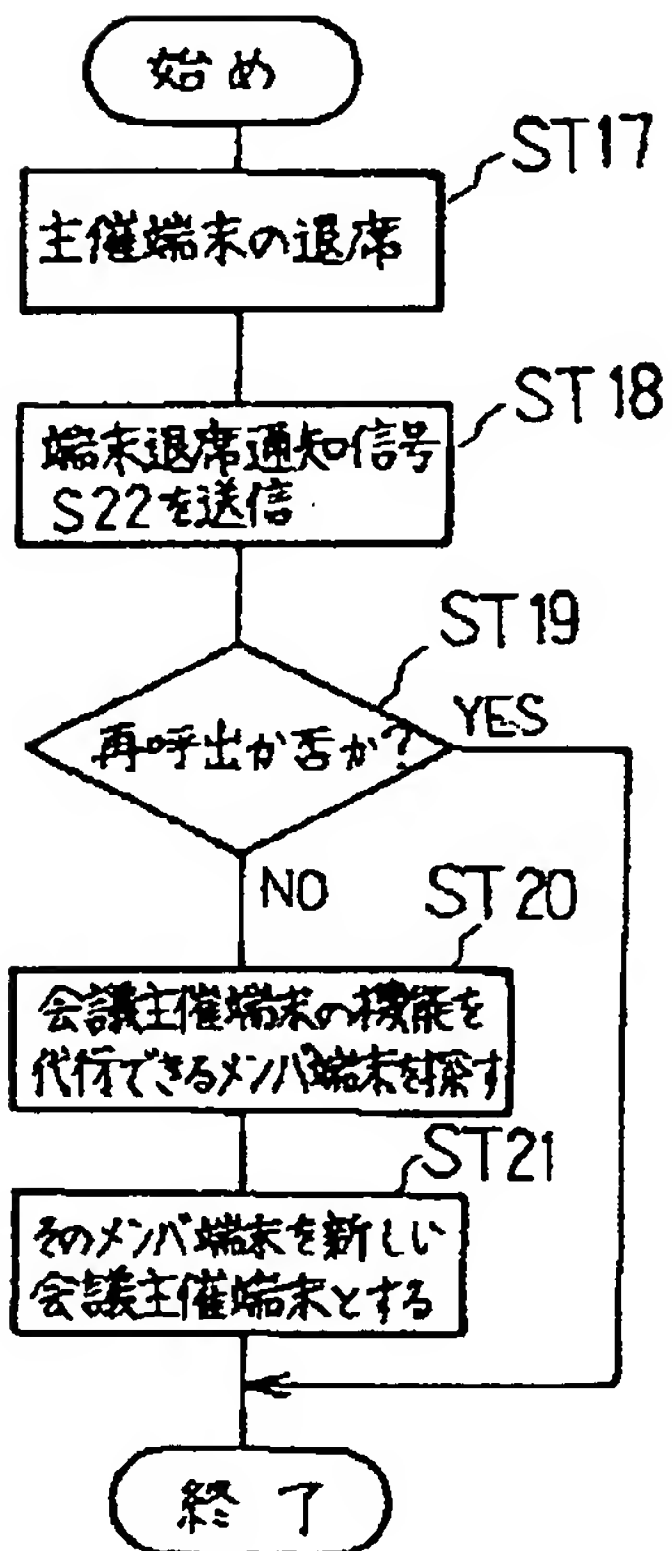 始め
ST17
主催端末の退席
ST18
端末退席通知信号
S22を送信
ST19
再呼出か否か?
YES
NO
ST20
会議主催端末の機能を
代行できるメンバ端末を探す
ST21
そのメンバ端末を新しい
会議主催端末とする
終了